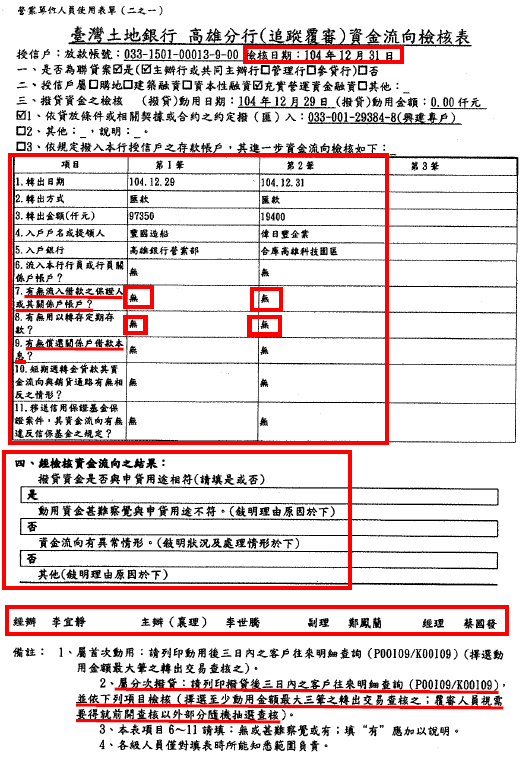 營業單位人員使用表單(二之一)
臺灣土地銀行 高雄分行(追蹤覆審)資金流向檢核表
授信戶:放款帳號:033-1501-00013-9-00 檢核日期:104年12月31日
一、是否為聯貸案☑是(☑主辦行或共同主辦行☐管理行☐參貸行)☐否
二、授信戶屬☐購地☐建築融資☐資本性融資☑充實營運資金融資☐其他:_
三、撥貸資金之檢核 (撥貸)動用日期:104年12月29日(撥貸)動用金額:0.00仟元
☑1、依貸放條件或相關契據或合約之約定撥(匯)入:033-001-29384-8(興建專戶)
☐2、其他:_,說明:。
☐3、依規定撥入本行授信戶之存款帳戶,其進一步資金流向檢核如下:_
項目 第1筆 第2筆 第3筆
1.轉出日期 104.12.29 104.12.31
2.轉出方式 匯款 匯款
3.轉出金額(仟元) 97350 19400
4.入戶戶名或提領人 慶國造船 偉日豐企業
5.入戶銀行 高雄銀行營業部 合庫高雄科技園區
6.流入本行行員或行員關係戶帳戶? 無 無
7.有無流入借款之保證人或其關係戶帳戶? 無 無
8.有無用以轉存定期存款? 無 無
9.有無償還關係戶借款本息? 無 無
10.短期週轉金貸款其資金流向與銷貨通路有無相反之情形? 無 無
11.移送信用保證基金保證案件,其資金流向有無違反信保基金之規定? 無 無
四、經檢核資金流向之結果:
撥貸資金是否與申貸用途相符(請填是或否)
是
動用資金甚難察覺與申貸用途不符。(敘明理由原因於下)
否
資金流向有異常情形。(敘明狀況及處理情形於下)
否
其他(敘明理由原因於下)
經辦 李宜靜 主辦(襄理) 李世騰 副理 鄭鳳蘭 經理 蔡國發
備註: 1、屬首次動用:請列印動用後三日內之客戶往來明細查詢(P00109/K00109)(擇選動
用金額最大筆之轉出交易查核之)。
2、屬分次撥貸:請列印撥貸後三日內之客戶往來明細查詢(P00109/K00109),
並依下列項目檢核(擇選至少動用金額最大三筆之轉出交易查核之;覆審人員視需
要得就前開查核以外部分隨機抽選查核)。
3、本表項目6~11請填:無或甚難察覺或有;填"有"應加以說明。
4、各級人員僅對填表時所能知悉範圍負責。